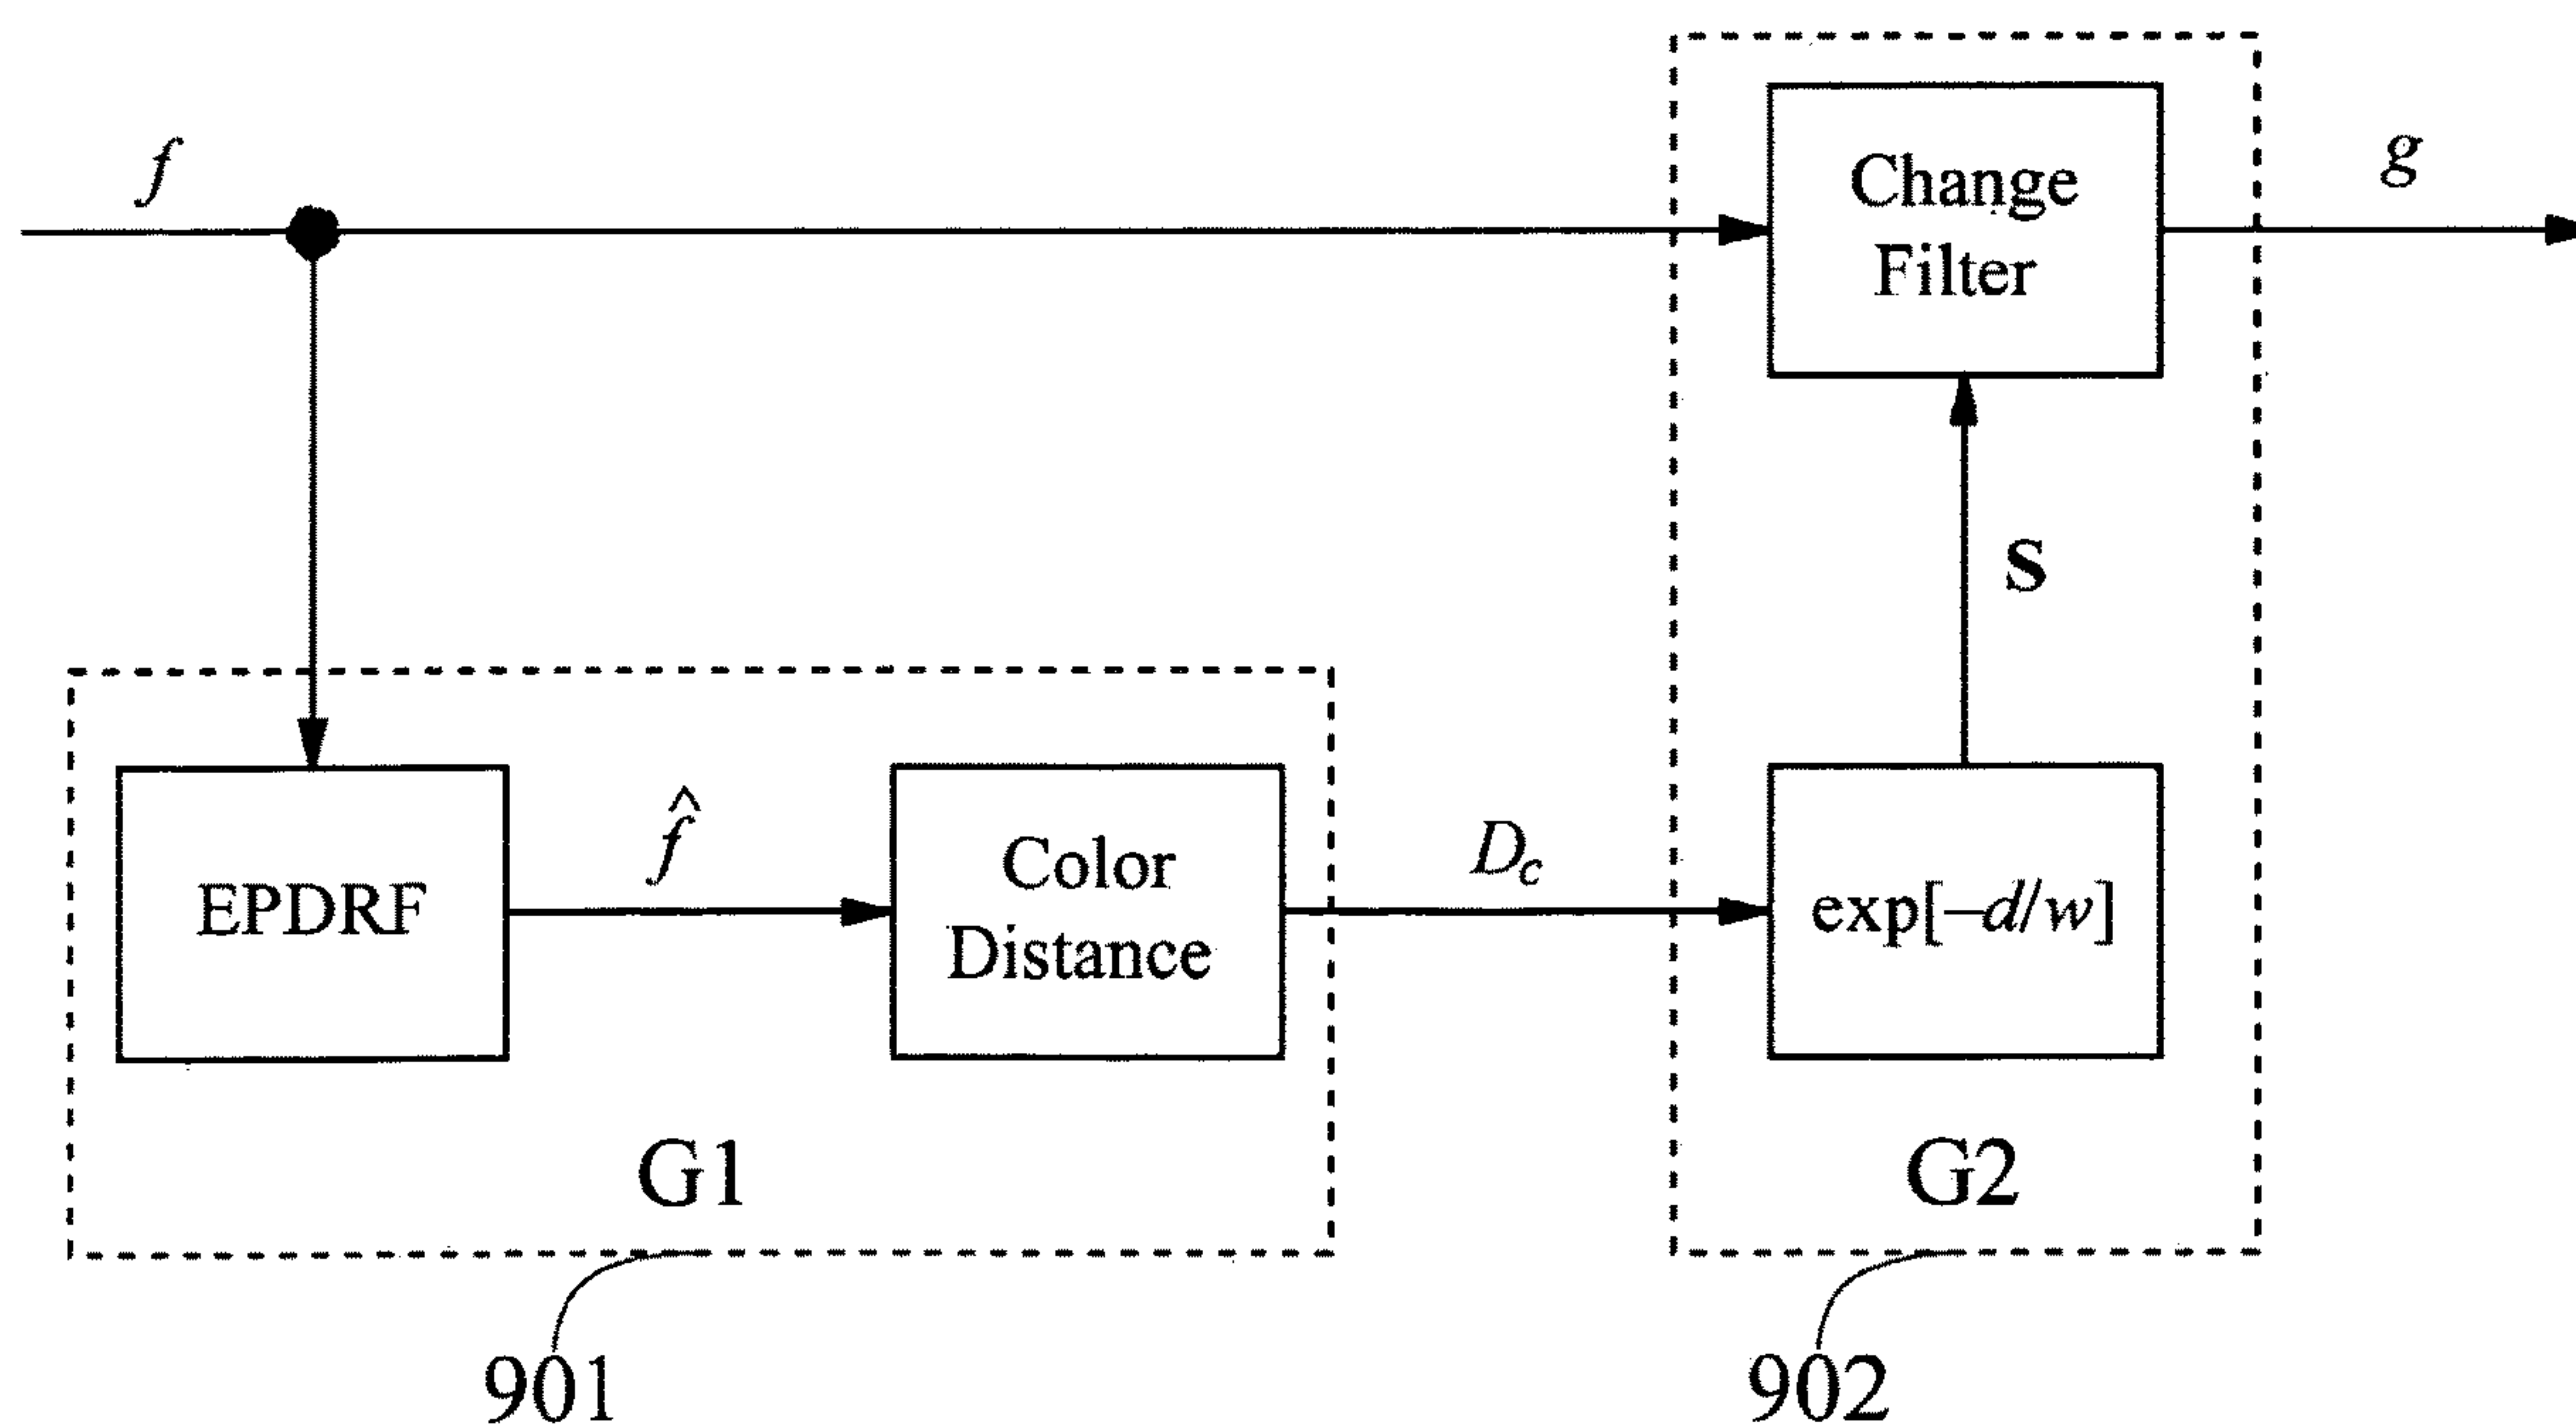 f
Change
Filter
g
S
EPDRF
f̂
Color
Distance
D_c
exp[–d/w]
G1
G2
901
902